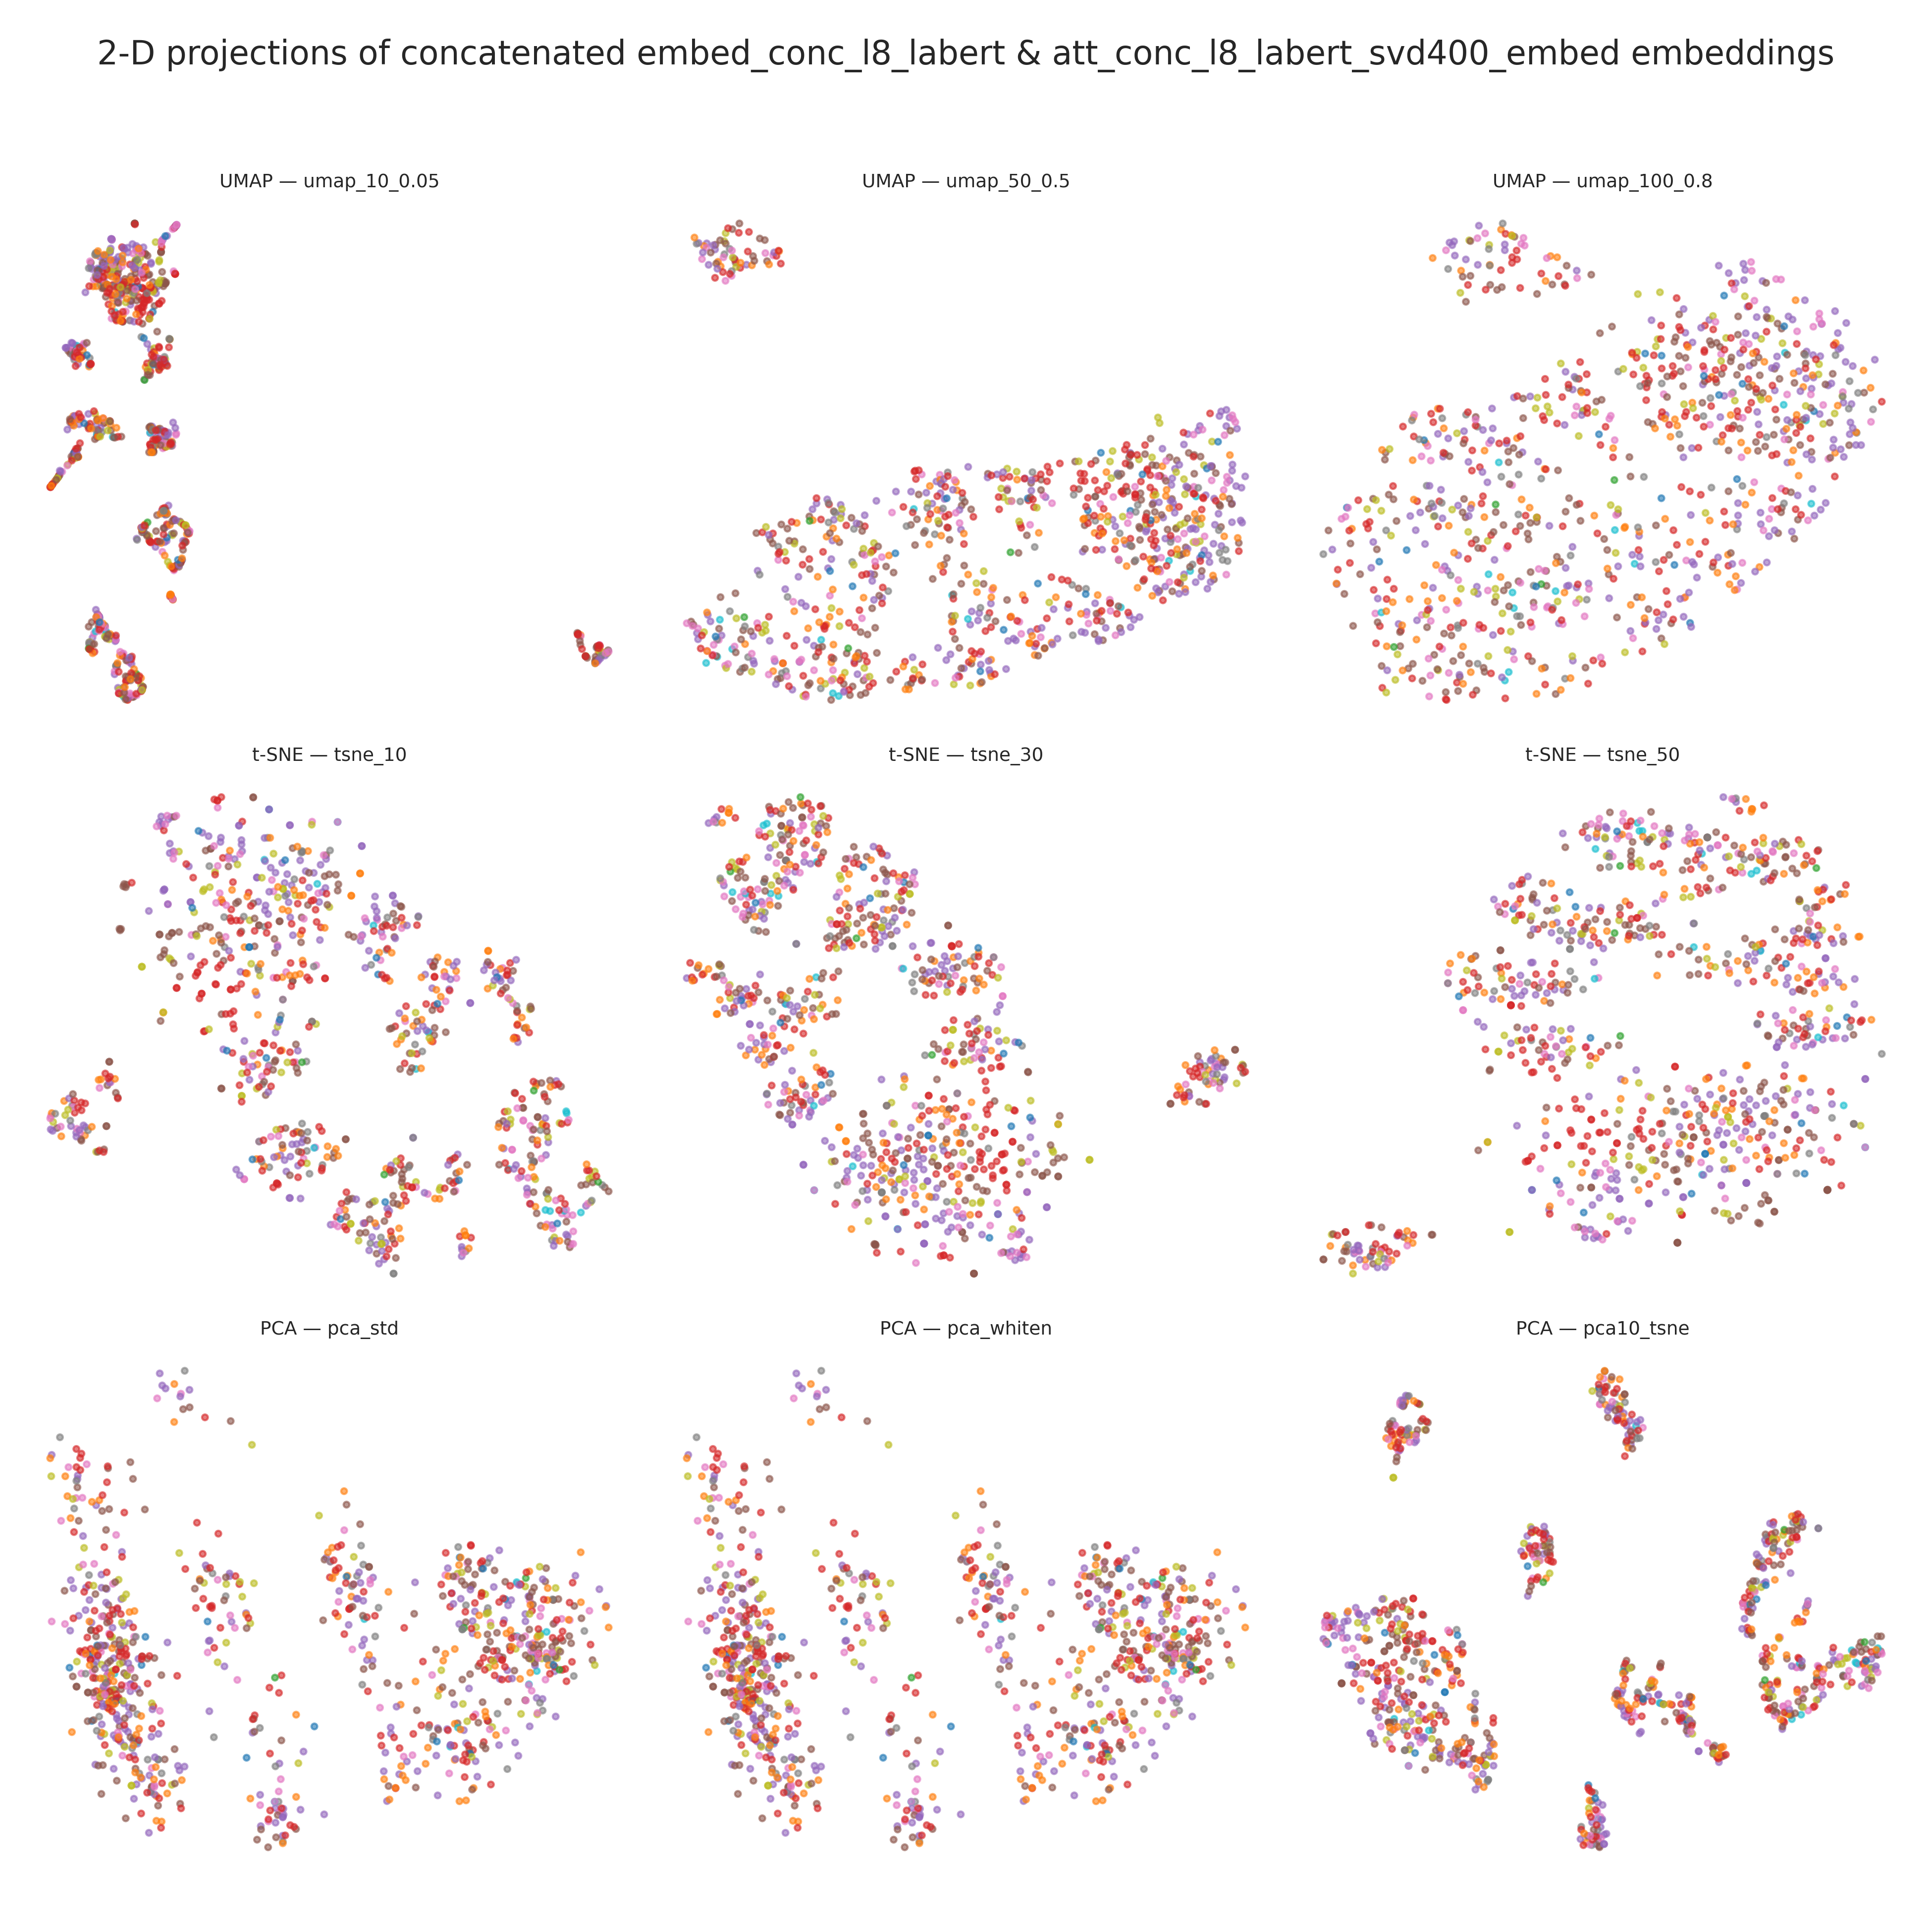 2-D projections of concatenated embed_conc_l8_labert & att_conc_l8_labert_svd400_embed embeddings
UMAP — umap_10_0.05
UMAP — umap_50_0.5
UMAP — umap_100_0.8
t-SNE — tsne_10
t-SNE — tsne_30
t-SNE — tsne_50
PCA — pca_std
PCA — pca_whiten
PCA — pca10_tsne